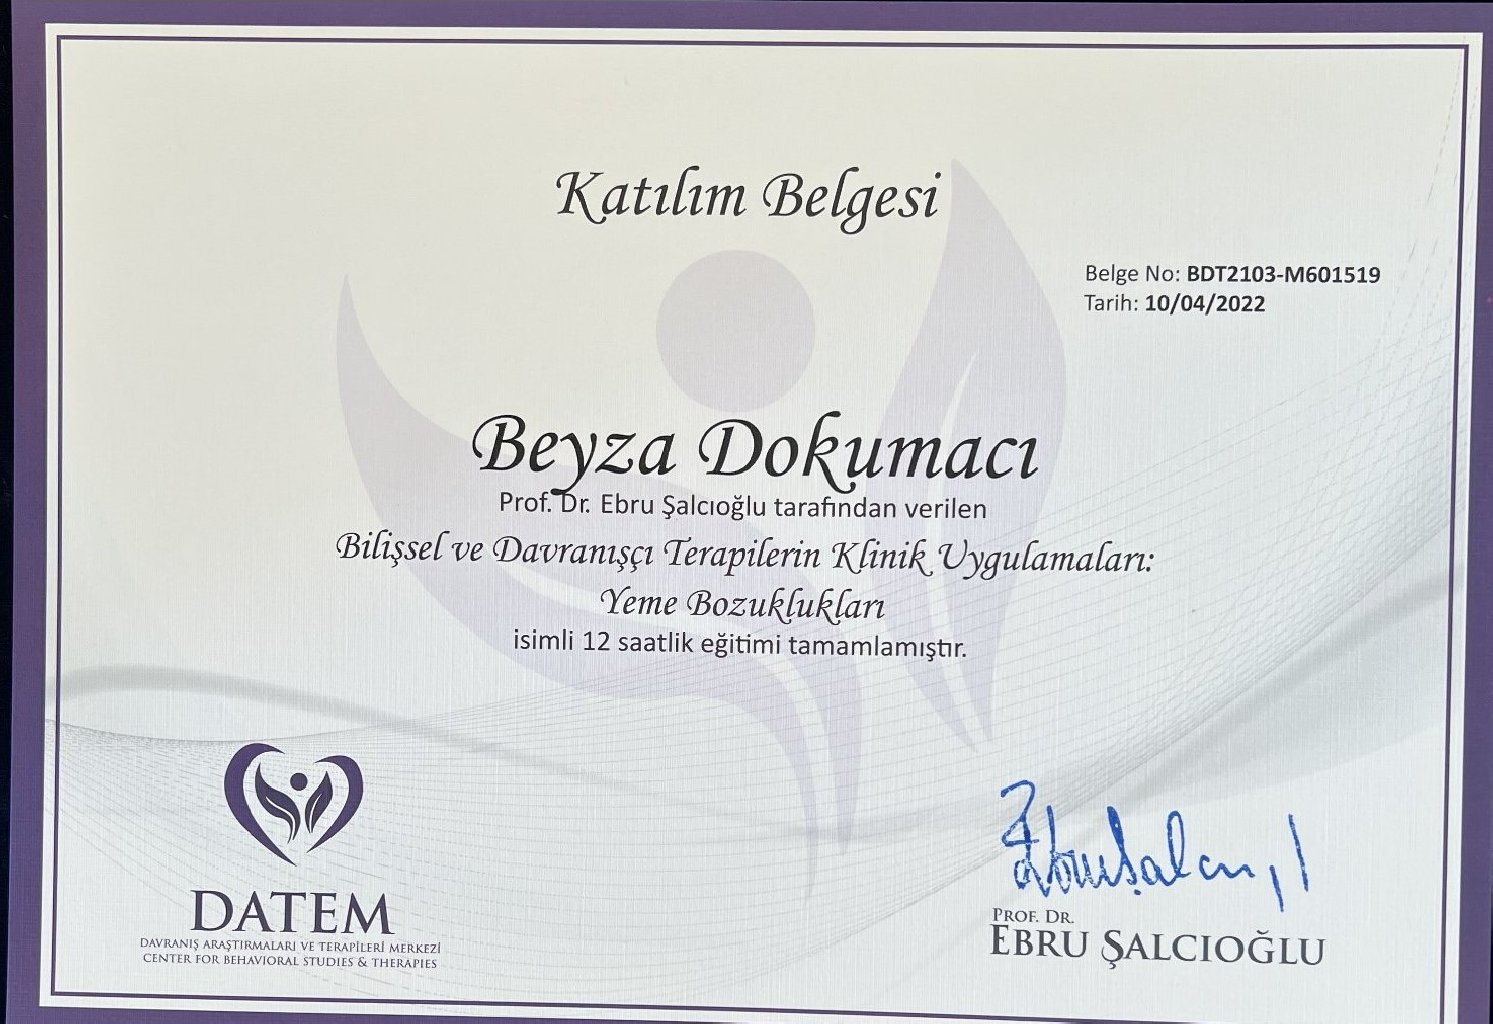 Katılım Belgesi
Belge No: BDT2103-M601519
Tarih: 10/04/2022
Beyza Dokumacı
Prof. Dr. Ebru Şalcıoğlu tarafından verilen
Bilişsel ve Davranışçı Terapilerin Klinik Uygulamaları:
Yeme Bozuklukları
isimli 12 saatlik eğitimi tamamlamıştır.
DATEM
DAVRANIŞ ARAŞTIRMALARI VE TERAPİLERİ MERKEZİ
CENTER FOR BEHAVIORAL STUDIES & THERAPIES
PROF. DR.
EBRU ŞALCIOĞLU